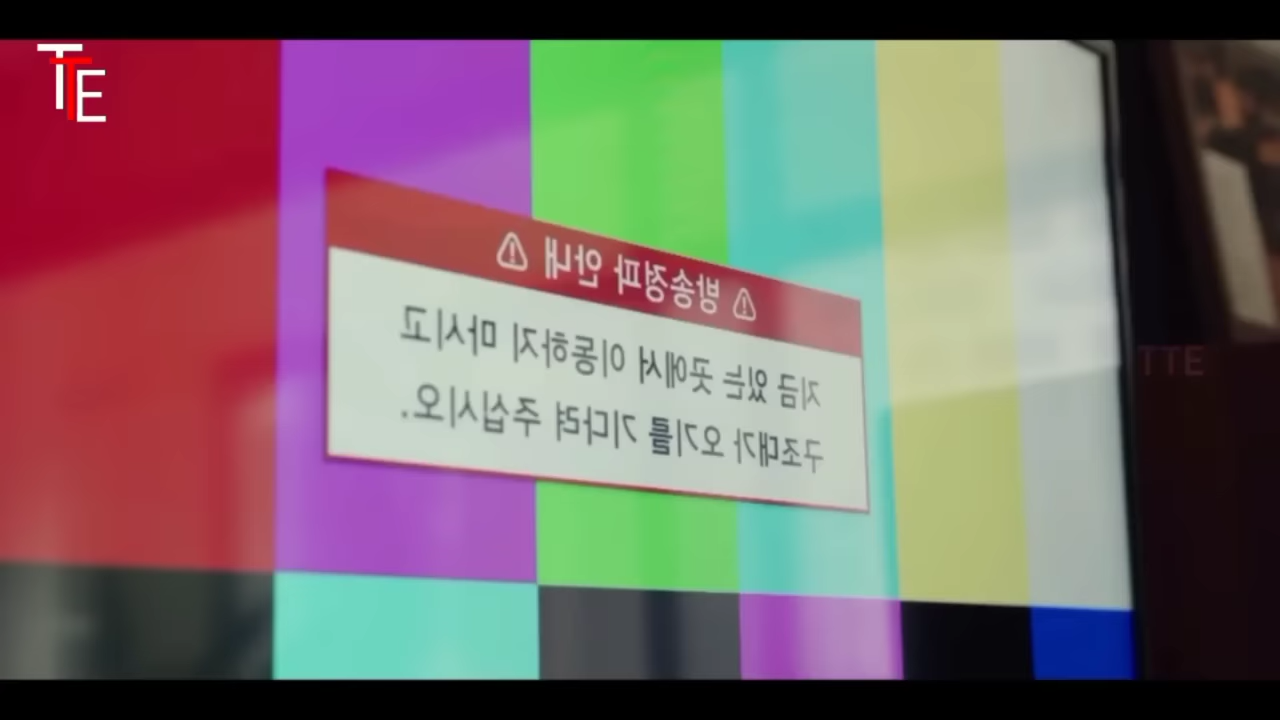 TTE
⚠ 방송정파 안내 ⚠
지금 있는 곳에서 이동하지 마시고
구조대가 오기를 기다려 주십시오.
TTE